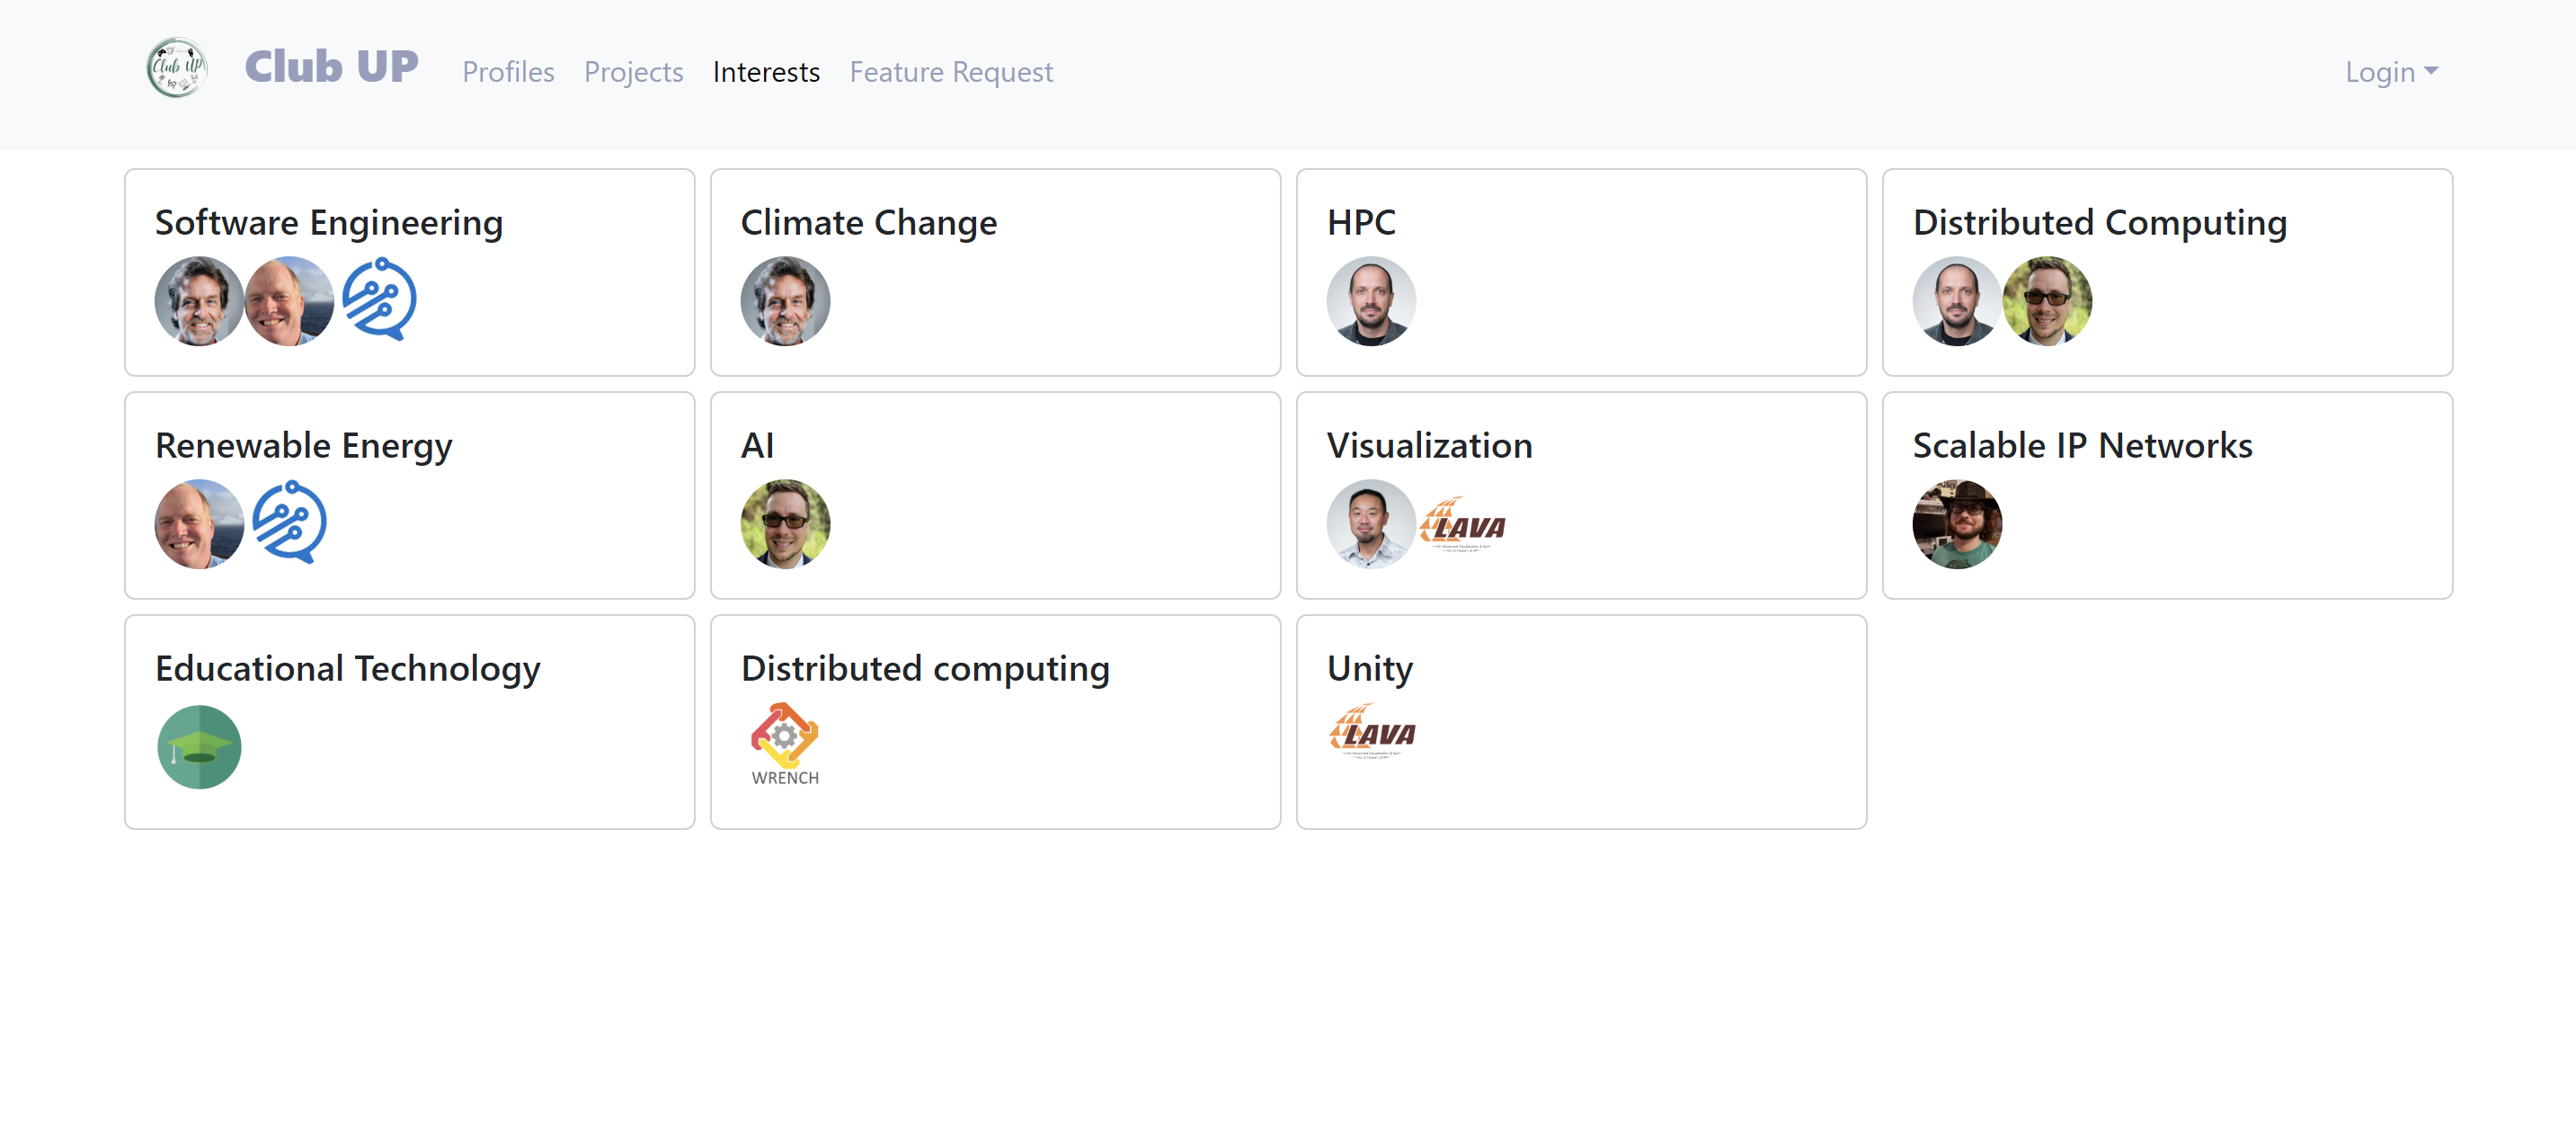 Club UP
Club UP
Profiles
Projects
Interests
Feature Request
Login
Software Engineering
Climate Change
HPC
Distributed Computing
Renewable Energy
AI
Visualization
LAVA
Scalable IP Networks
Educational Technology
Distributed computing
WRENCH
Unity
LAVA